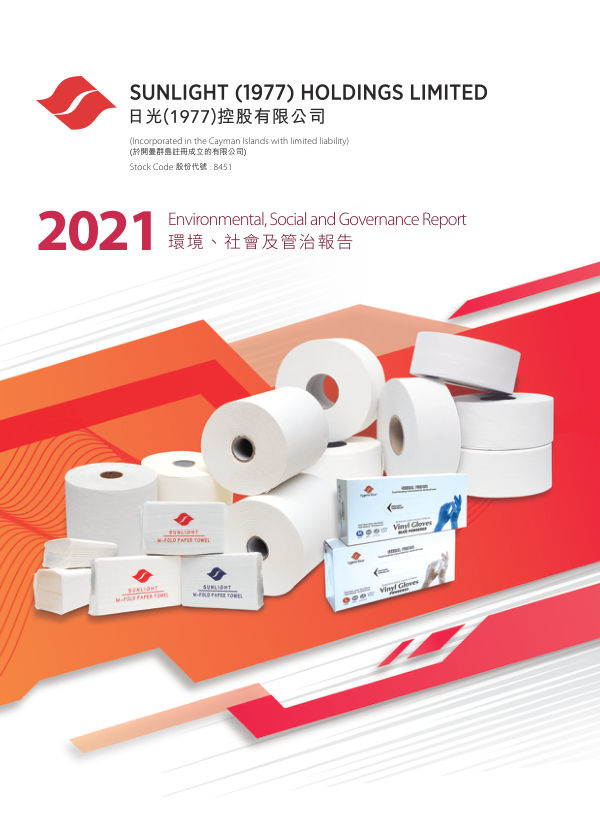 SUNLIGHT (1977) HOLDINGS LIMITED
日光(1977)控股有限公司
(Incorporated in the Cayman Islands with limited liability)
(於開曼群島註冊成立的有限公司)
Stock Code 股份代號 : 8451
2021 Environmental, Social and Governance Report
環境、社會及管治報告
SUNLIGHT
M-FOLD PAPER TOWEL
SUNLIGHT
M-FOLD PAPER TOWEL
SUNLIGHT
M-FOLD PAPER TOWEL
Vinyl Gloves
BLUE POWDERED
Vinyl Gloves
POWDERED